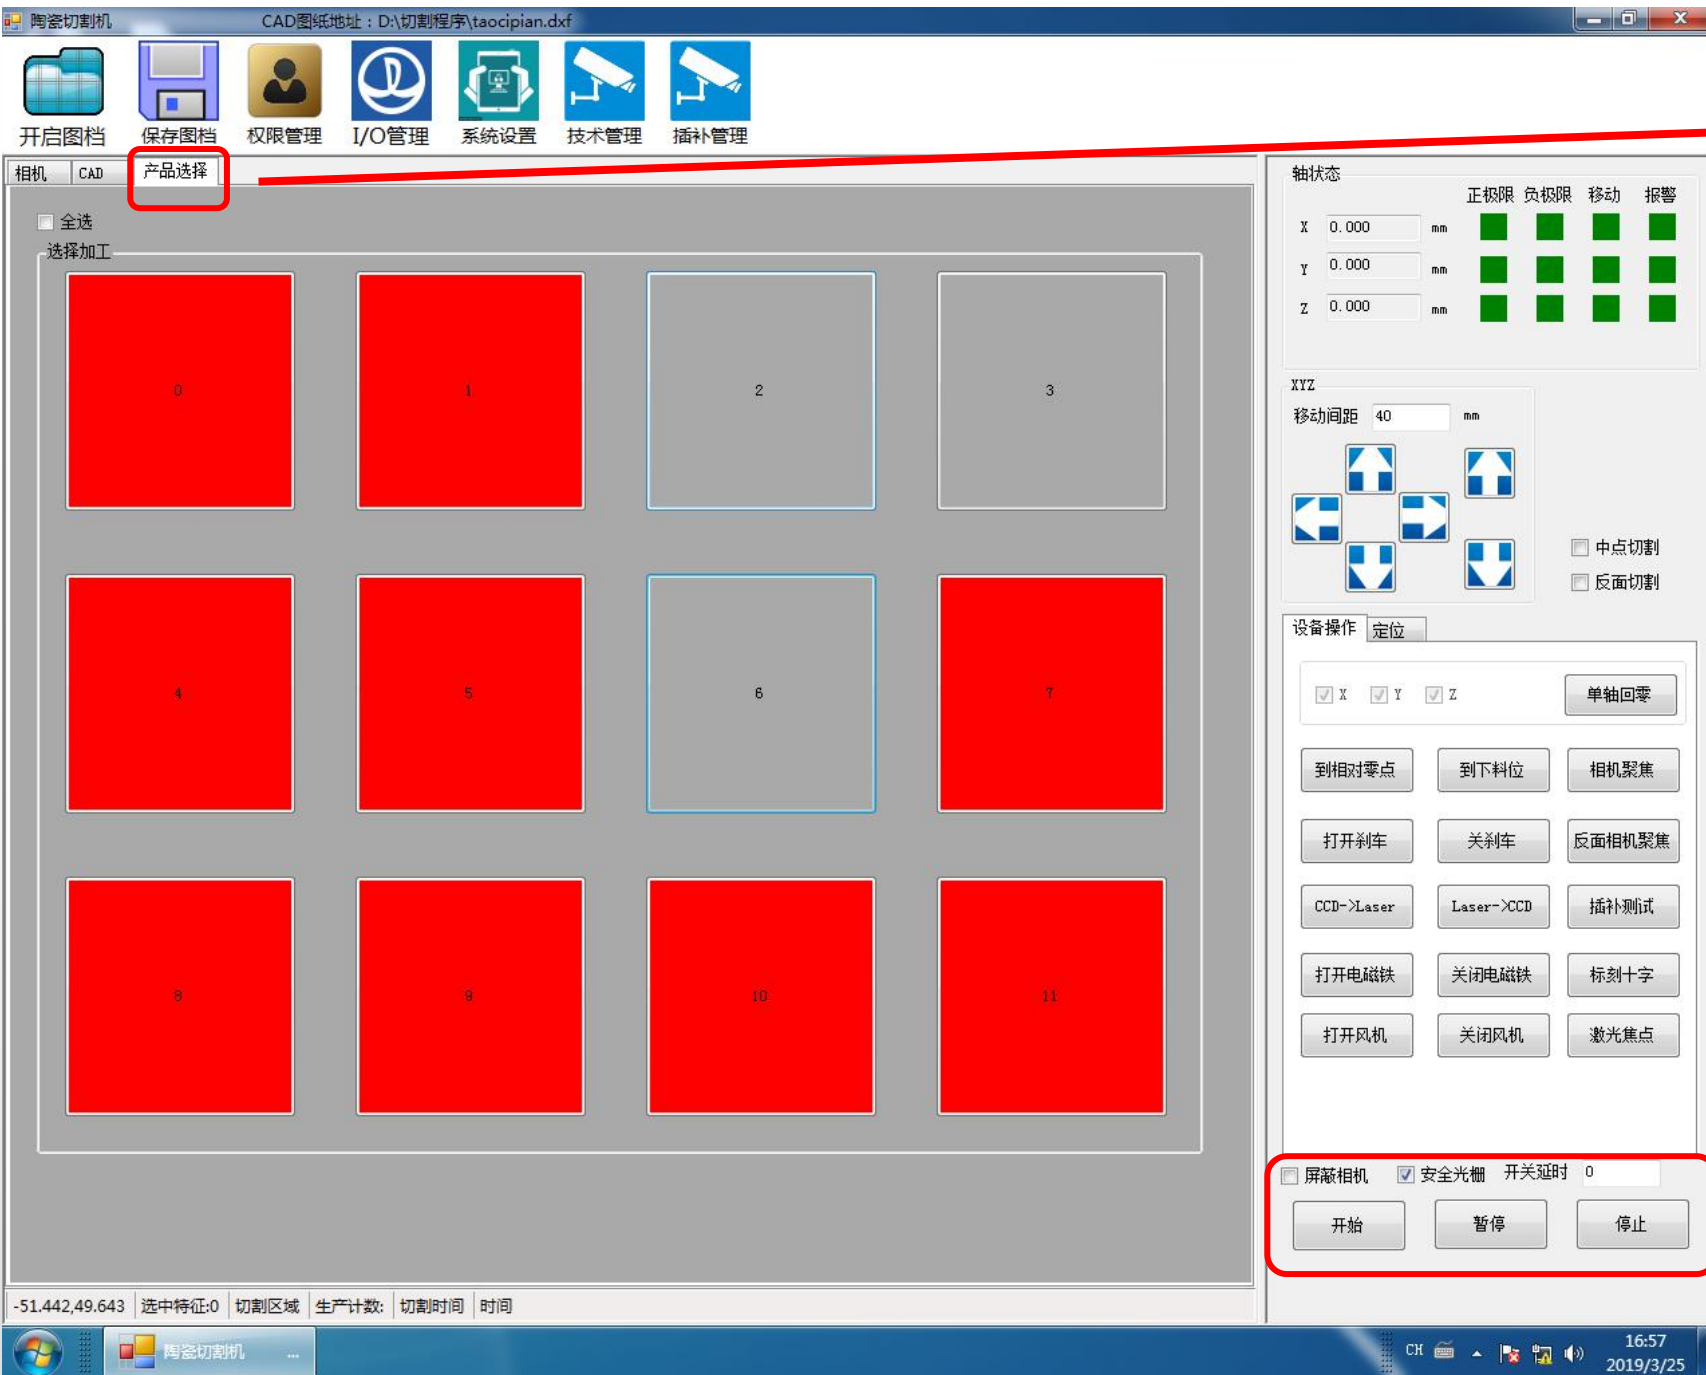 陶瓷切割机 CAD图纸地址：D:\切割程序\taocipian.dxf
开启图档 保存图档 权限管理 I/O管理 系统设置 技术管理 插补管理
相机 CAD 产品选择
全选
选择加工
0 1 2 3
4 5 6 7
8 9 10 11
轴状态
正极限 负极限 移动 报警
X 0.000 mm
Y 0.000 mm
Z 0.000 mm
XYZ
移动间距 40 mm
中点切割
反面切割
设备操作 定位
X Y Z 单轴回零
到相对零点 到下料位 相机聚焦
打开刹车 关刹车 反面相机聚焦
CCD->Laser Laser->CCD 插补测试
打开电磁铁 关闭电磁铁 标刻十字
打开风机 关闭风机 激光焦点
屏蔽相机 安全光栅 开关延时 0
开始 暂停 停止
-51.442,49.643 选中特征:0 切割区域 生产计数: 切割时间 时间
陶瓷切割机 ...
CH 16:57
2019/3/25